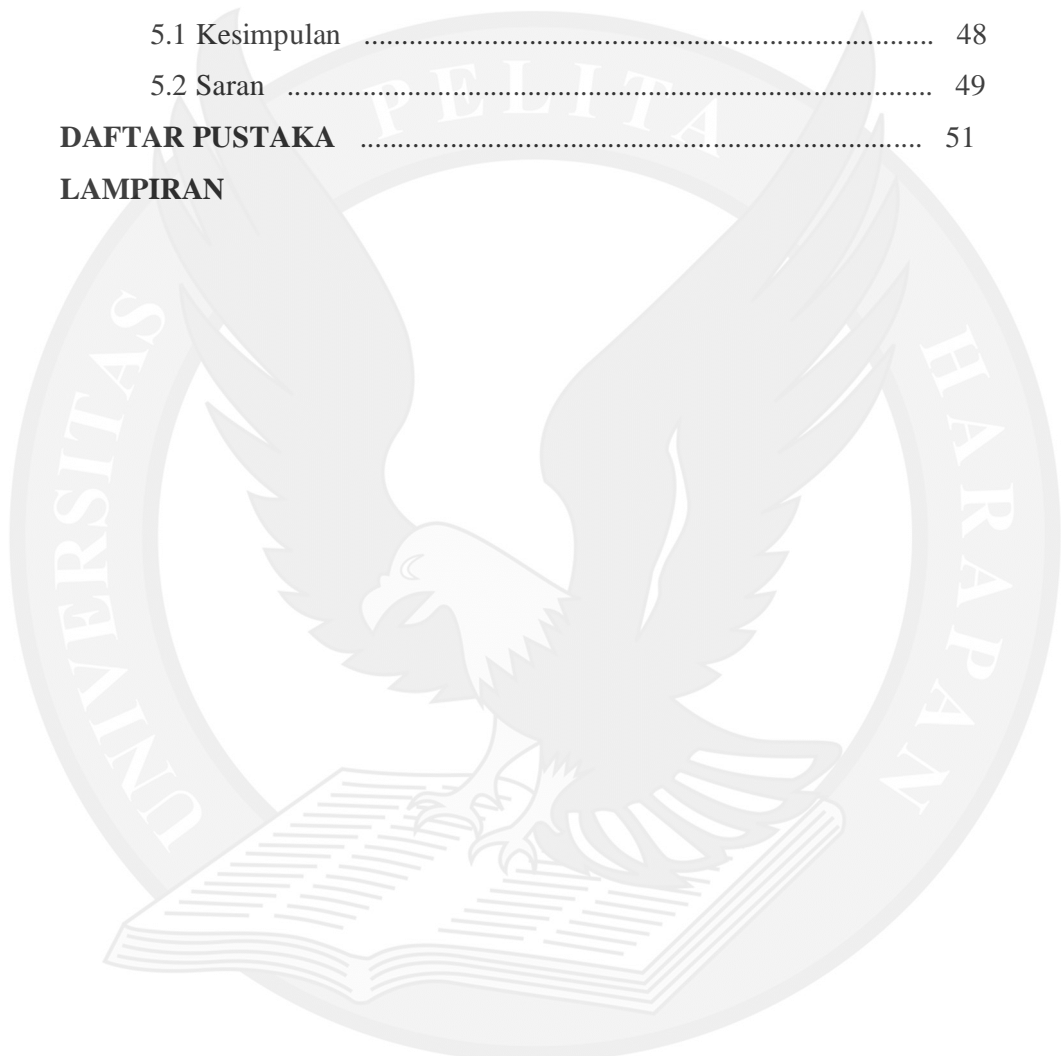 5.1 Kesimpulan ............................................................................ 48
5.2 Saran ...................................................................................... 49
DAFTAR PUSTAKA ........................................................................... 51
LAMPIRAN
UNIVERSITAS PELITA HARAPAN